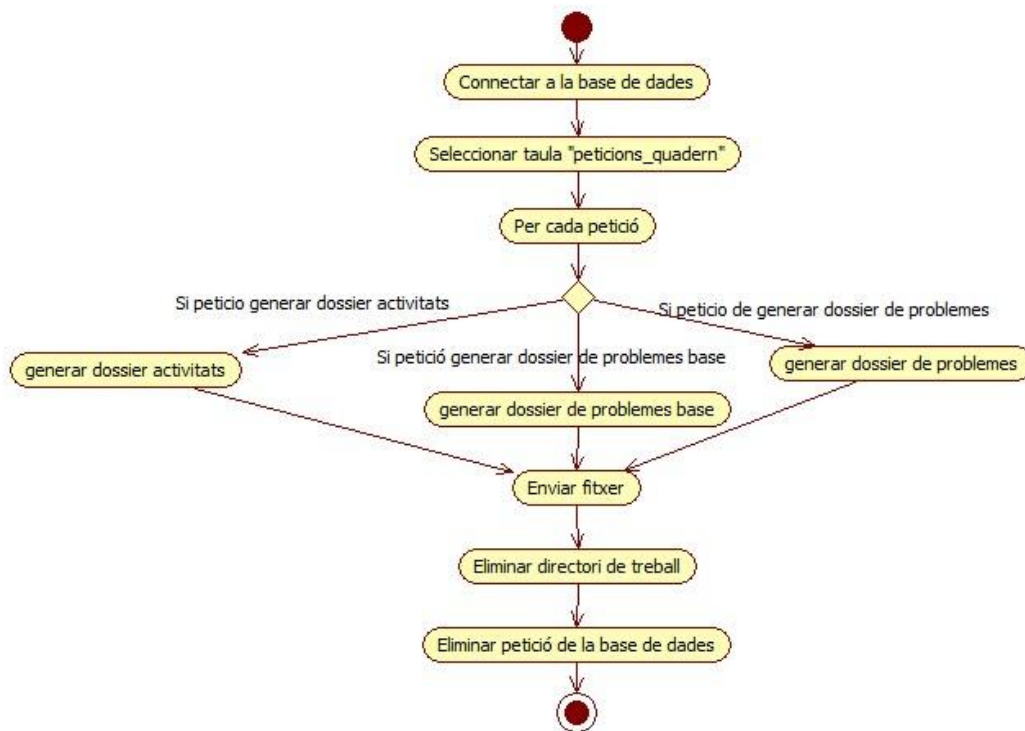 Connectar a la base de dades
Seleccionar taula "peticions_quadern"
Per cada petició
Si peticio generar dossier activitats
Si peticio de generar dossier de problemes
Si petició generar dossier de problemes base
generar dossier activitats
generar dossier de problemes
generar dossier de problemes base
Enviar fitxer
Eliminar directori de treball
Eliminar petició de la base de dades